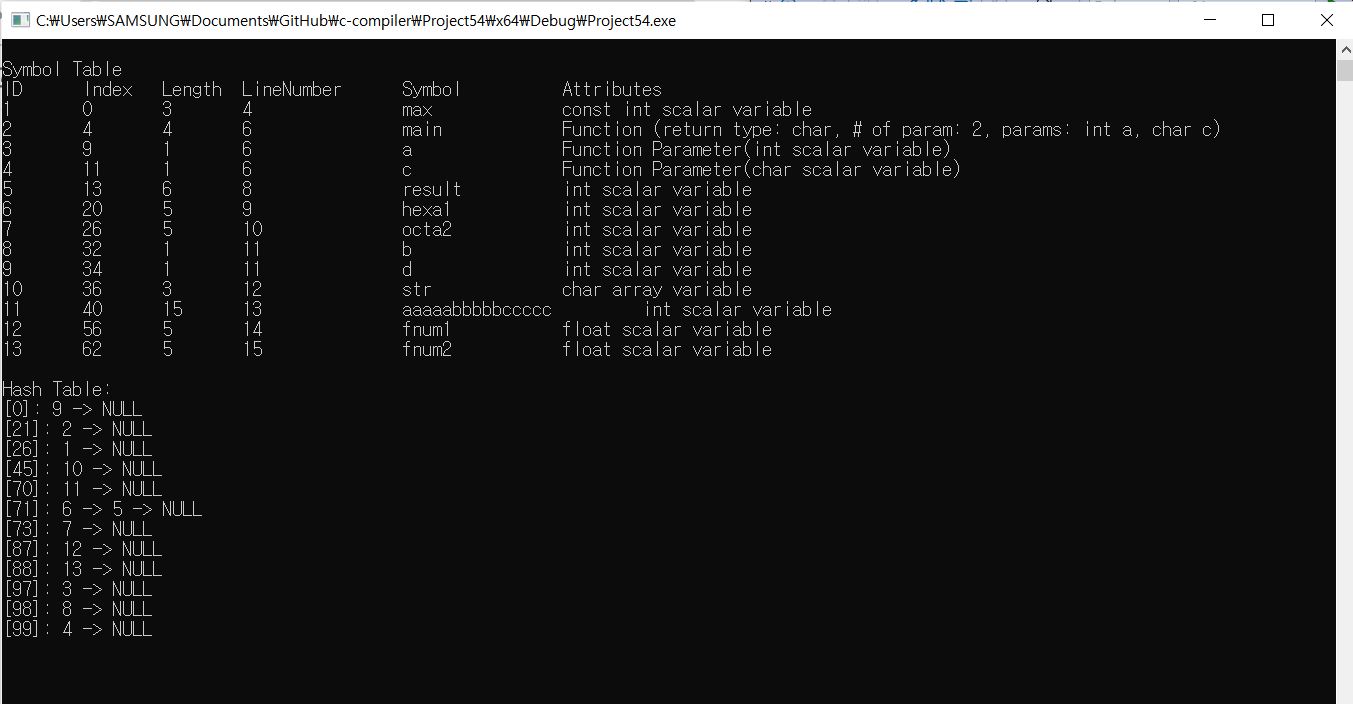 C:₩Users₩SAMSUNG₩Documents₩GitHub₩c-compiler₩Project54₩x64₩Debug₩Project54.exe
Symbol Table
ID Index Length LineNumber Symbol Attributes
1 0 3 4 max const int scalar variable
2 4 4 6 main Function (return type: char, # of param: 2, params: int a, char c)
3 9 1 6 a Function Parameter(int scalar variable)
4 11 1 6 c Function Parameter(char scalar variable)
5 13 6 8 result int scalar variable
6 20 5 9 hexa1 int scalar variable
7 26 5 10 octa2 int scalar variable
8 32 1 11 b int scalar variable
9 34 1 11 d int scalar variable
10 36 3 12 str char array variable
11 40 15 13 aaaaabbbbbccccc int scalar variable
12 56 5 14 fnum1 float scalar variable
13 62 5 15 fnum2 float scalar variable
Hash Table:
[0]: 9 -> NULL
[21]: 2 -> NULL
[26]: 1 -> NULL
[45]: 10 -> NULL
[70]: 11 -> NULL
[71]: 6 -> 5 -> NULL
[73]: 7 -> NULL
[87]: 12 -> NULL
[88]: 13 -> NULL
[97]: 3 -> NULL
[98]: 8 -> NULL
[99]: 4 -> NULL